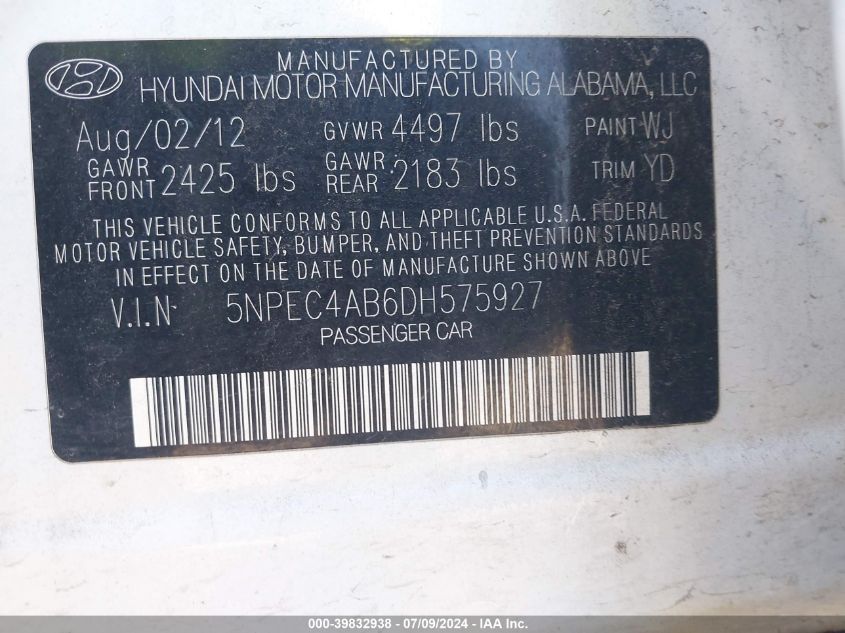 MANUFACTURED BY
HYUNDAI MOTOR MANUFACTURING ALABAMA, LLC
Aug/02/12 GVWR 4497 lbs PAINT WJ
GAWR FRONT 2425 lbs GAWR REAR 2183 lbs TRIM YD
THIS VEHICLE CONFORMS TO ALL APPLICABLE U.S.A. FEDERAL
MOTOR VEHICLE SAFETY, BUMPER, AND THEFT PREVENTION STANDARDS
IN EFFECT ON THE DATE OF MANUFACTURE SHOWN ABOVE
V.I.N 5NPEC4AB6DH575927
PASSENGER CAR
000-39832938 - 07/09/2024 - IAA Inc.